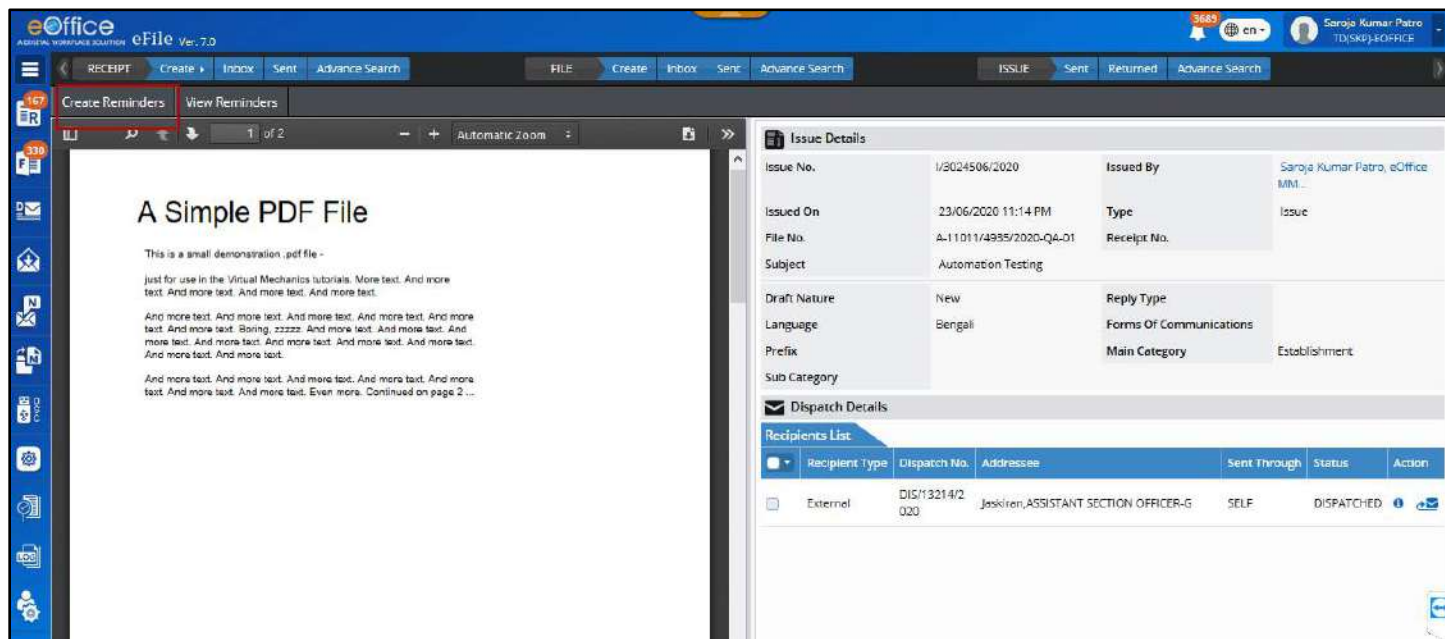 eOffice
A DIGITAL WORKPLACE SOLUTION eFile Ver. 7.0
3689 en Saroja Kumar Patro
TD(SKP)-EOFFICE
RECEIPT Create Inbox Sent Advance Search FILE Create Inbox Sent Advance Search ISSUE Sent Returned Advance Search
167 R
Create Reminders View Reminders
1 of 2 Automatic Zoom
330 F
D
N
M
DSC
LOG
A Simple PDF File
This is a small demonstration .pdf file -
just for use in the Virtual Mechanics tutorials. More text. And more
text. And more text. And more text. And more text.
And more text. And more text. And more text. And more text. And more
text. And more text. Boring, zzzzz. And more text. And more text. And
more text. And more text. And more text. And more text. And more text.
And more text. And more text.
And more text. And more text. And more text. And more text. And more
text. And more text. And more text. Even more. Continued on page 2 ...
Issue Details
Issue No. I/3024506/2020 Issued By Saroja Kumar Patro, eOffice
MM...
Issued On 23/06/2020 11:14 PM Type Issue
File No. A-11011/4935/2020-QA-01 Receipt No.
Subject Automation Testing
Draft Nature New Reply Type
Language Bengali Forms Of Communications
Prefix Main Category Establishment
Sub Category
Dispatch Details
Recipients List
Recipient Type Dispatch No. Addressee Sent Through Status Action
External DIS/13214/2
020 Jaskiran,ASSISTANT SECTION OFFICER-G SELF DISPATCHED